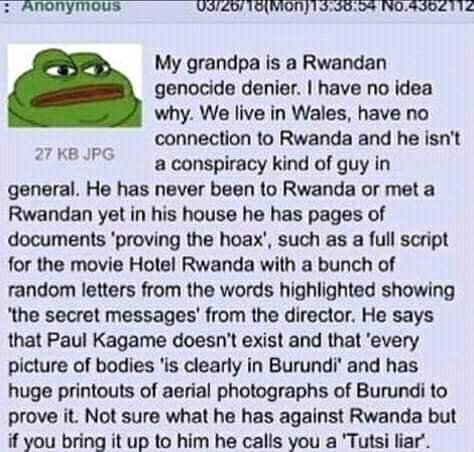 : Anonymous 03/26/18(Mon)13:38:54 No.4362112
My grandpa is a Rwandan
genocide denier. I have no idea
why. We live in Wales, have no
connection to Rwanda and he isn't
27 KB JPG
a conspiracy kind of guy in
general. He has never been to Rwanda or met a
Rwandan yet in his house he has pages of
documents 'proving the hoax', such as a full script
for the movie Hotel Rwanda with a bunch of
random letters from the words highlighted showing
'the secret messages' from the director. He says
that Paul Kagame doesn't exist and that 'every
picture of bodies 'is clearly in Burundi' and has
huge printouts of aerial photographs of Burundi to
prove it. Not sure what he has against Rwanda but
if you bring it up to him he calls you a 'Tutsi liar'.